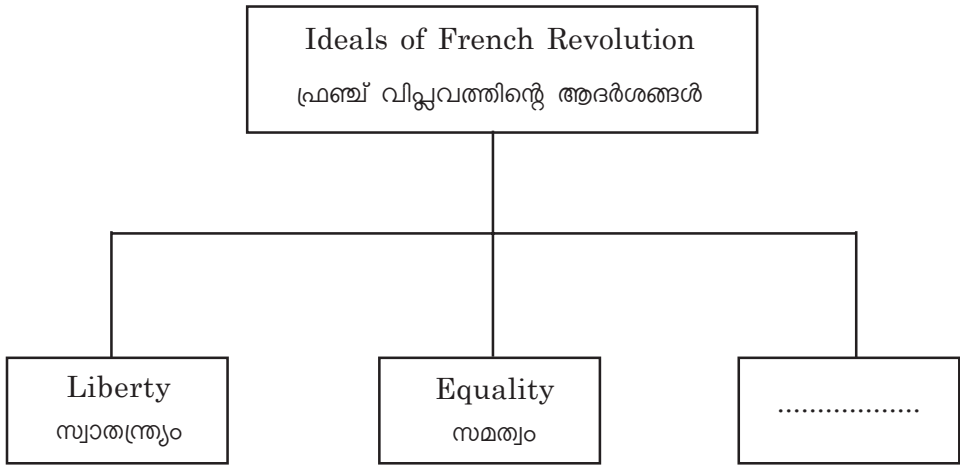 Ideals of French Revolution
ഫ്രഞ്ച് വിപ്ലവത്തിന്റെ ആദർശങ്ങൾ
Liberty
സ്വാതന്ത്ര്യം
Equality
സമത്വം
..................